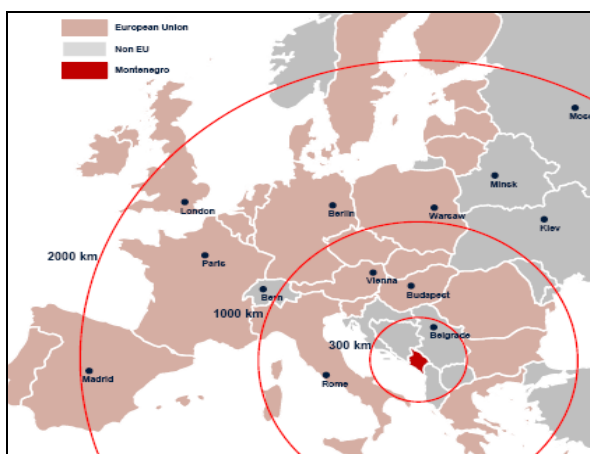 European Union
Non EU
Montenegro
Minsk
London
Berlin
Warsaw
Kiev
2000 km
Paris
Vienna
Bern
Budapest
1000 km
Belgrade
300 km
Madrid
Rome